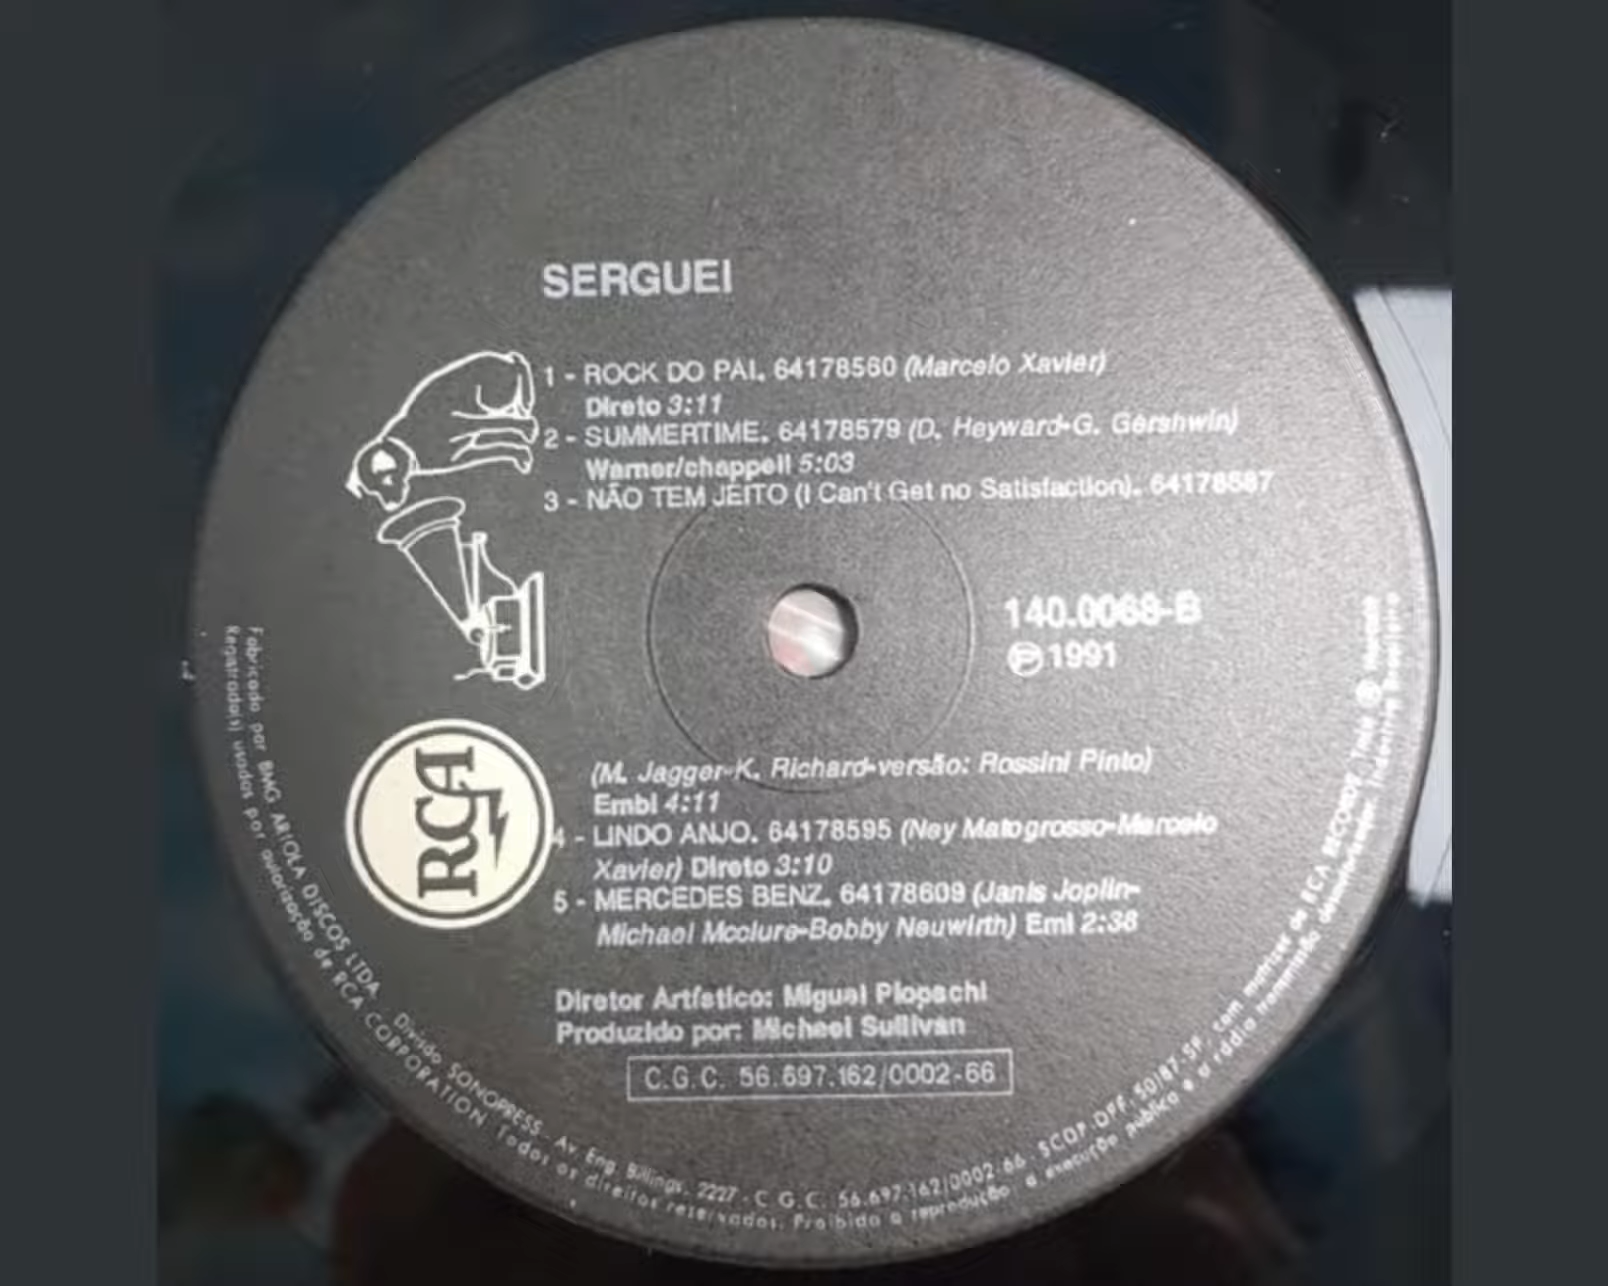 SERGUEI
1 - ROCK DO PAI. 64178560 (Marcelo Xavier)
Direto 3:11
2 - SUMMERTIME. 64178579 (D. Heyward-G. Gershwin)
Warner/chappell 5:03
3 - NÃO TEM JEITO (I Can't Get no Satisfaction). 64178587
140.0068-B
℗ 1991
(M. Jagger-K. Richard-versão: Rossini Pinto)
Embi 4:11
4 - LINDO ANJO. 64178595 (Ney Matogrosso-Marcelo
Xavier) Direto 3:10
5 - MERCEDES BENZ. 64178609 (Janis Joplin-
Michael Mcclure-Bobby Neuwirth) Emi 2:38
RCA
Diretor Artístico: Miguel Plopschi
Produzido por: Michael Sullivan
C.G.C. 56.697.162/0002-66
Fabricado por BMG ARIOLA DISCOS LTDA. Divisão SONOPRESS - Av. Eng. Billings, 2227 - C.G.C. 56.697.162/0002-66 - SCDP-DPF. 50/87-SP. com matrizes de RCA RECORDS. TMK
Registrada(s) usadas por autorização de RCA CORPORATION. Todos os direitos reservados. Proibida a reprodução, a execução pública e a rádio transmissão desautorizadas. Indústria Brasileira